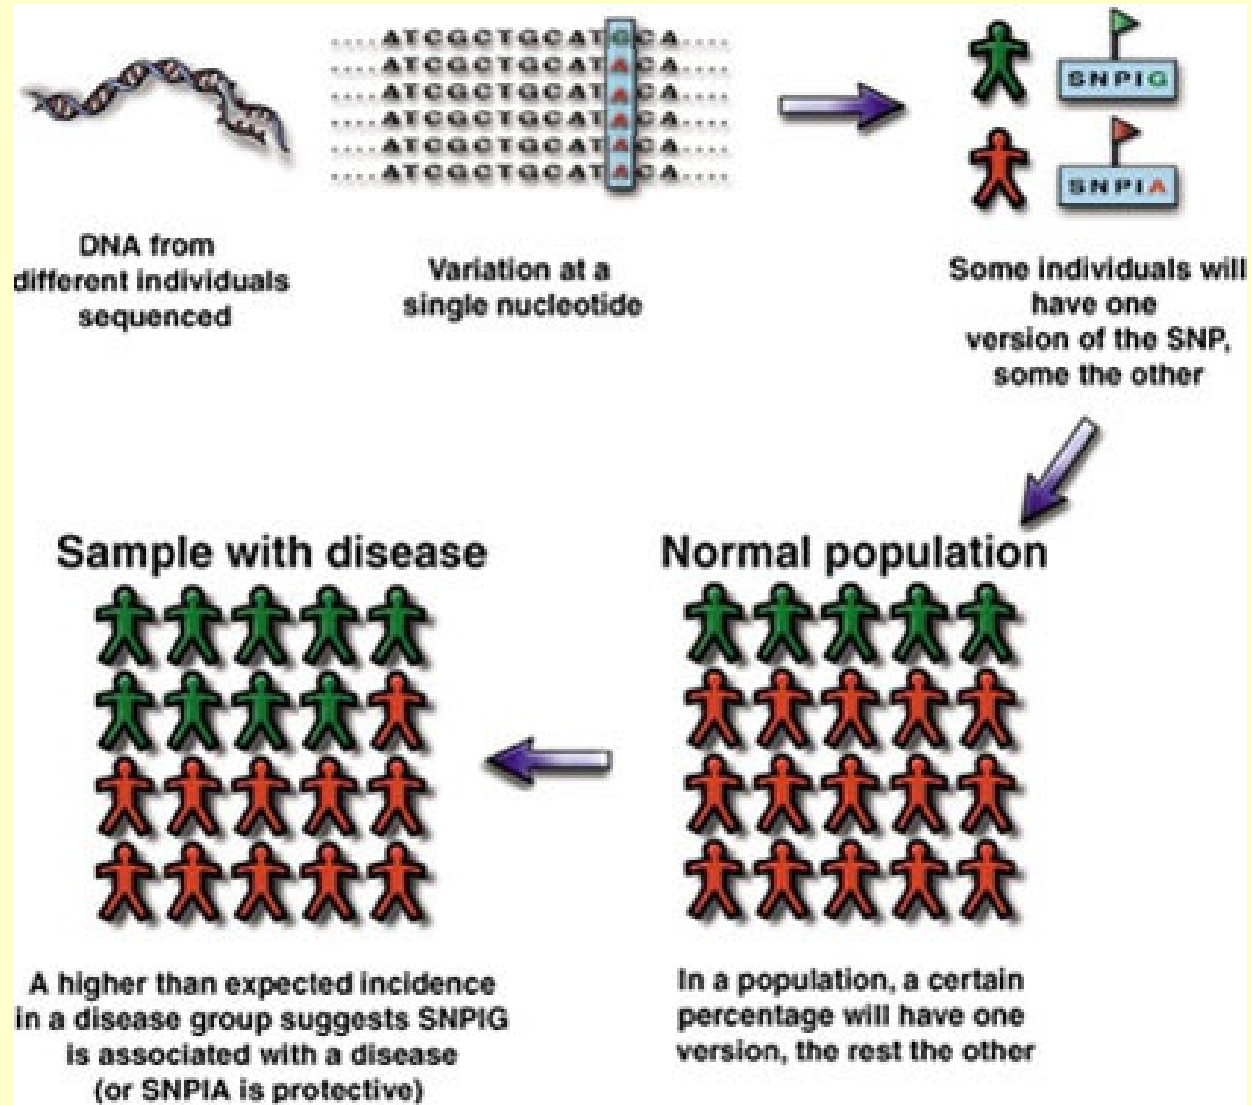 ....ATCGCTGCATGCA....
....ATCGCTGCATACA....
....ATCGCTGCATACA....
....ATCGCTGCATACA....
....ATCGCTGCATACA....
....ATCGCTGCATACA....
SNPIG
SNPIA
DNA from
different individuals
sequenced
Variation at a
single nucleotide
Some individuals will
have one
version of the SNP,
some the other
Sample with disease
Normal population
A higher than expected incidence
in a disease group suggests SNPIG
is associated with a disease
(or SNPIA is protective)
In a population, a certain
percentage will have one
version, the rest the other